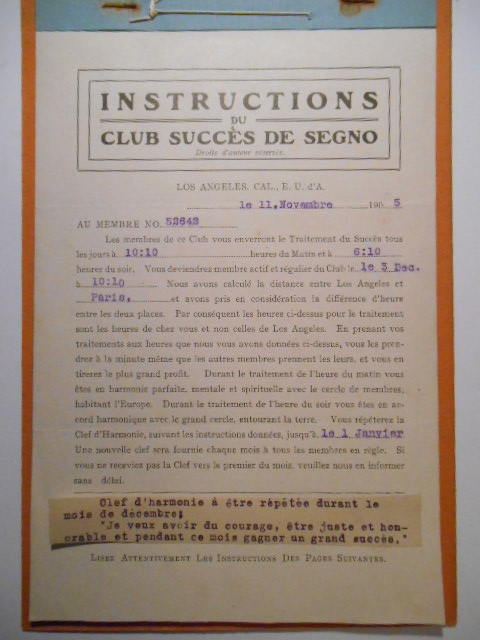 INSTRUCTIONS
DU
CLUB SUCCÈS DE SEGNO
Droits d'auteur réservés.
LOS ANGELES, CAL., E. U. d'A.
le 11.Novembre 1905
AU MEMBRE NO. 52642
Les membres de ce Club vous enverront le Traitement du Succès tous
les jours à 10:10 heures du Matin et à 6:10
heures du soir. Vous deviendrez membre actif et régulier du Club le le 3 Dec.
à 10:10 Nous avons calculé la distance entre Los Angeles et
Paris, et avons pris en considération la différence d'heure
entre les deux places. Par conséquent les heures ci-dessus pour le traitement
sont les heures de chez vous et non celles de Los Angeles. En prenant vos
traitements aux heures que nous vous avons données ci-dessus, vous les pren-
drez à la minute même que les autres membres prennent les leurs, et vous en
tirerez le plus grand profit. Durant le traitement de l'heure du matin vous
êtes en harmonie parfaite, mentale et spirituelle avec le cercle de membres,
habitant l'Europe. Durant le traitement de l'heure du soir vous êtes en ac-
cord harmonique avec le grand cercle, entourant la terre. Vous répéterez la
Clef d'Harmonie, suivant les instructions données, jusqu'à le 1 Janvier
Une nouvelle clef sera fournie chaque mois à tous les membres en règle. Si
vous ne receviez pas la Clef vers le premier du mois, veuillez nous en informer
sans délai.
Clef d'harmonie à être répétée durant le
mois de décembre;
"Je veux avoir du courage, être juste et hon-
orable et pendant ce mois gagner un grand succès."
LISEZ ATTENTIVEMENT LES INSTRUCTIONS DES PAGES SUIVANTES.